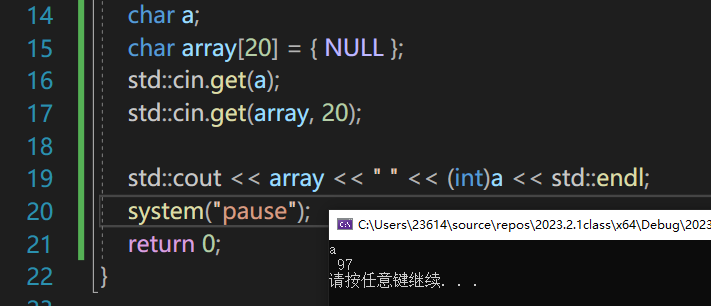 14 char a;
15 char array[20] = { NULL };
16 std::cin.get(a);
17 std::cin.get(array, 20);
18
19 std::cout << array << " " << (int)a << std::endl;
20 system("pause");
21 return 0;
22 }
C:\Users\23614\source\repos\2023.2.1class\x64\Debug\2023
a
97
请按任意键继续. . .